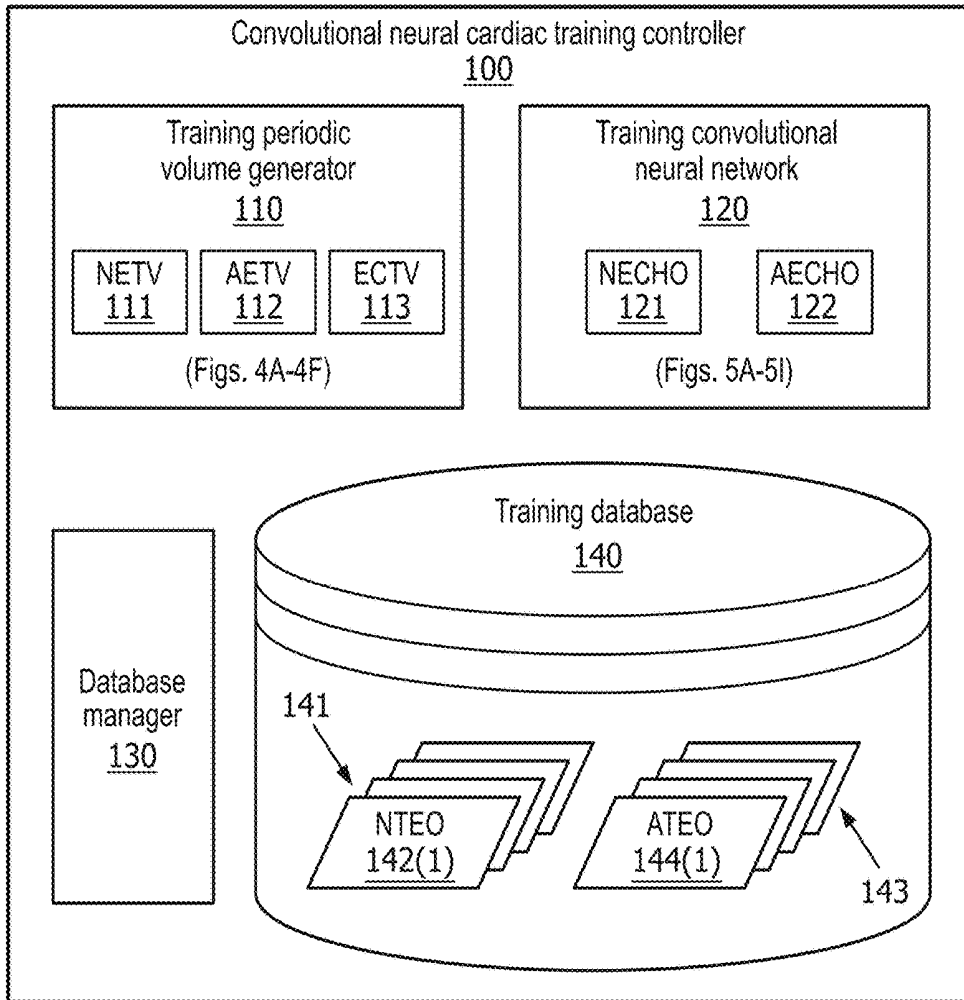 Convolutional neural cardiac training controller
100
Training periodic
volume generator
110
NETV
111
AETV
112
ECTV
113
(Figs. 4A-4F)
Training convolutional
neural network
120
NECHO
121
AECHO
122
(Figs. 5A-5I)
Database
manager
130
Training database
140
141
NTEO
142(1)
ATEO
144(1)
143